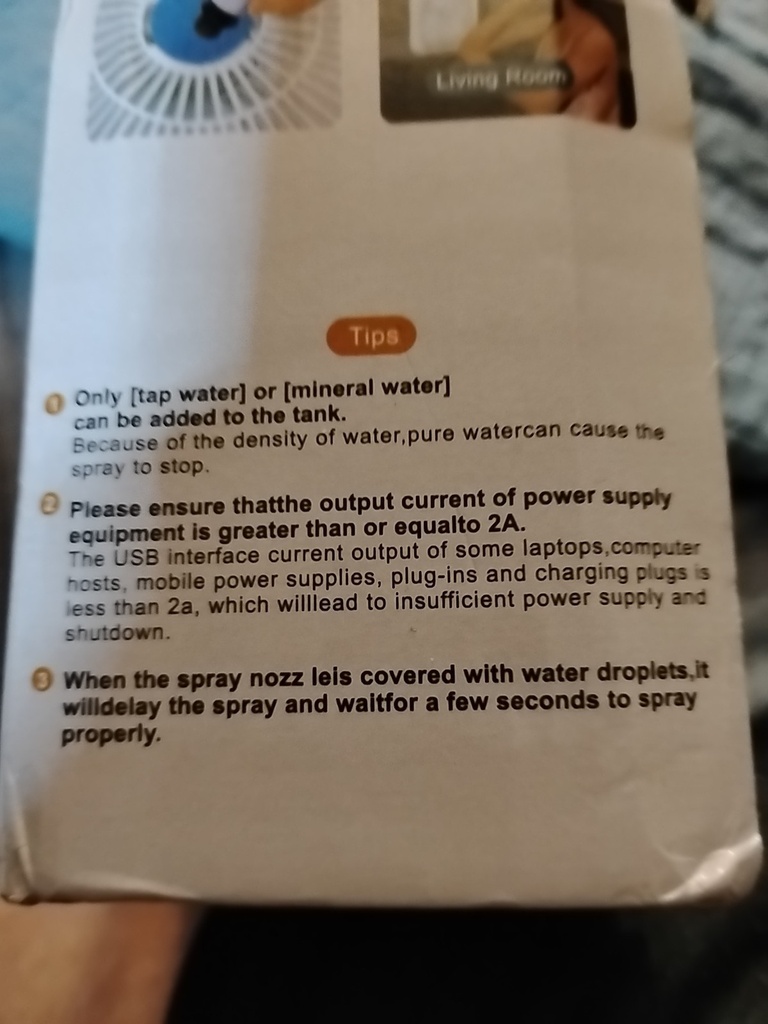 Living Room
Tips
1 Only [tap water] or [mineral water]
can be added to the tank.
Because of the density of water,pure watercan cause the
spray to stop.
2 Please ensure thatthe output current of power supply
equipment is greater than or equalto 2A.
The USB interface current output of some laptops,computer
hosts, mobile power supplies, plug-ins and charging plugs is
less than 2a, which willlead to insufficient power supply and
shutdown.
3 When the spray nozz leis covered with water droplets,it
willdelay the spray and waitfor a few seconds to spray
properly.